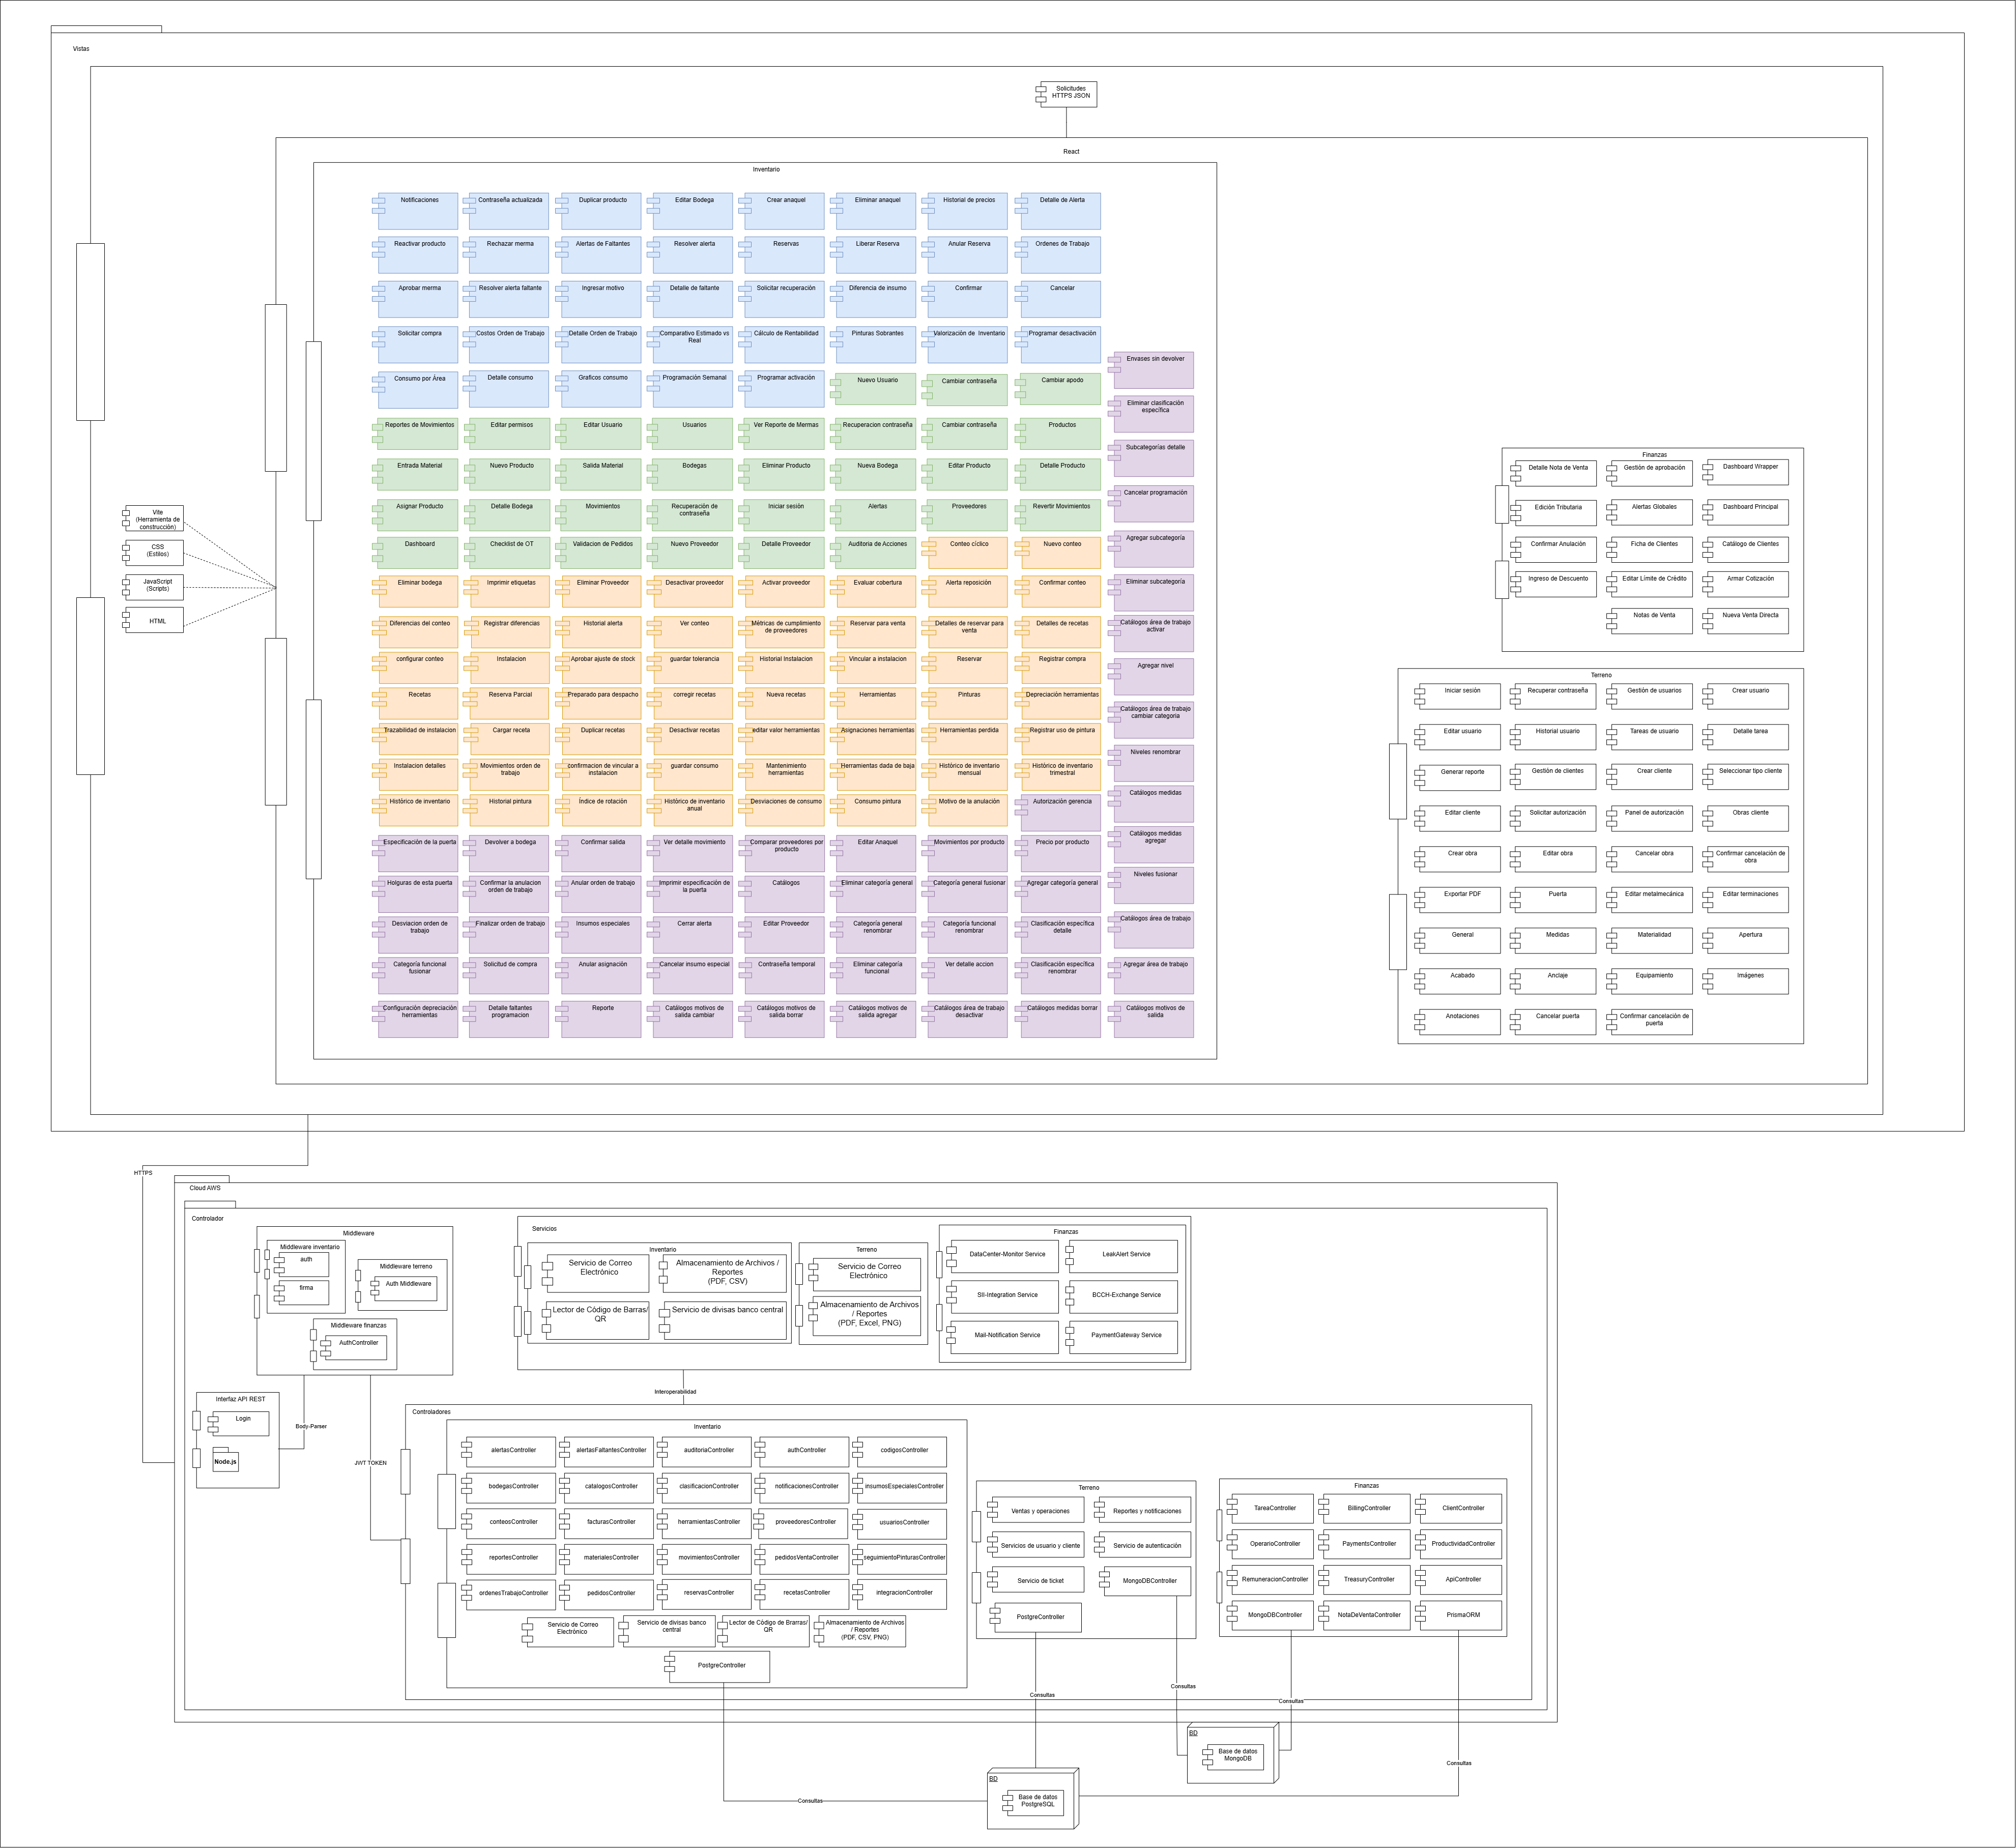 Vistas
Solicitudes
HTTPS JSON
React
Inventario
Notificaciones
Contraseña actualizada
Duplicar producto
Editar Bodega
Crear anaquel
Eliminar anaquel
Historial de precios
Detalle de Alerta
Reactivar producto
Rechazar merma
Alertas de Faltantes
Resolver alerta
Reservas
Liberar Reserva
Anular Reserva
Ordenes de Trabajo
Aprobar merma
Resolver alerta faltante
Ingresar motivo
Detalle de faltante
Solicitar recuperación
Diferencia de insumo
Confirmar
Cancelar
Solicitar compra
Costos Orden de Trabajo
Detalle Orden de Trabajo
Comparativo Estimado vs
Real
Cálculo de Rentabilidad
Pinturas Sobrantes
Valorización de Inventario
Programar desactivación
Consumo por Área
Detalle consumo
Graficos consumo
Programación Semanal
Programar activación
Nuevo Usuario
Cambiar contraseña
Cambiar apodo
Reportes de Movimientos
Editar permisos
Editar Usuario
Usuarios
Ver Reporte de Mermas
Recuperacion contraseña
Cambiar contraseña
Productos
Entrada Material
Nuevo Producto
Salida Material
Bodegas
Eliminar Producto
Nueva Bodega
Editar Producto
Detalle Producto
Asignar Producto
Detalle Bodega
Movimientos
Recuperación de
contraseña
Iniciar sesión
Alertas
Proveedores
Revertir Movimientos
Dashboard
Checklist de OT
Validacion de Pedidos
Nuevo Proveedor
Detalle Proveedor
Auditoria de Acciones
Conteo cíclico
Nuevo conteo
Eliminar bodega
Imprimir etiquetas
Eliminar Proveedor
Desactivar proveedor
Activar proveedor
Evaluar cobertura
Alerta reposición
Confirmar conteo
Diferencias del conteo
Registrar diferencias
Historial alerta
Ver conteo
Métricas de cumplimiento
de proveedores
Reservar para venta
Detalles de reservar para
venta
Detalles de recetas
configurar conteo
Instalacion
Aprobar ajuste de stock
guardar tolerancia
Historial Instalacion
Vincular a instalacion
Reservar
Registrar compra
Recetas
Reserva Parcial
Preparado para despacho
corregir recetas
Nueva recetas
Herramientas
Pinturas
Depreciación herramientas
Trazabilidad de instalacion
Cargar receta
Duplicar recetas
Desactivar recetas
editar valor herramientas
Asignaciones herramientas
Herramientas perdida
Registrar uso de pintura
Instalacion detalles
Movimientos orden de
trabajo
confirmacion de vincular a
instalacion
guardar consumo
Mantenimiento
herramientas
Herramientas dada de baja
Histórico de inventario
mensual
Histórico de inventario
trimestral
Histórico de inventario
Historial pintura
Índice de rotación
Histórico de inventario
anual
Desviaciones de consumo
Consumo pintura
Motivo de la anulación
Autorización gerencia
Especificación de la puerta
Devolver a bodega
Confirmar salida
Ver detalle movimiento
Comparar proveedores por
producto
Editar Anaquel
Movimientos por producto
Precio por producto
Holguras de esta puerta
Confirmar la anulacion
orden de trabajo
Anular orden de trabajo
Imprimir especificación de
la puerta
Catálogos
Eliminar categoría general
Categoría general fusionar
Agregar categoría general
Desviacion orden de
trabajo
Finalizar orden de trabajo
Insumos especiales
Cerrar alerta
Editar Proveedor
Categoría general
renombrar
Categoría funcional
renombrar
Clasificación específica
detalle
Categoría funcional
fusionar
Solicitud de compra
Anular asignación
Cancelar insumo especial
Contraseña temporal
Eliminar categoría
funcional
Ver detalle accion
Clasificación específica
renombrar
Configuración depreciación
herramientas
Detalle faltantes
programacion
Reporte
Catálogos motivos de
salida cambiar
Catálogos motivos de
salida borrar
Catálogos motivos de
salida agregar
Catálogos área de trabajo
desactivar
Catálogos medidas borrar
Envases sin devolver
Eliminar clasificación
específica
Subcategorías detalle
Cancelar programación
Agregar subcategoría
Eliminar subcategoría
Catálogos área de trabajo
activar
Agregar nivel
Catálogos área de trabajo
cambiar categoria
Niveles renombrar
Catálogos medidas
Catálogos medidas
agregar
Niveles fusionar
Catálogos área de trabajo
Agregar área de trabajo
Catálogos motivos de
salida
Vite
(Herramienta de
construcción)
CSS
(Estilos)
JavaScript
(Scripts)
HTML
Finanzas
Detalle Nota de Venta
Gestión de aprobación
Dashboard Wrapper
Edición Tributaria
Alertas Globales
Dashboard Principal
Confirmar Anulación
Ficha de Clientes
Catálogo de Clientes
Ingreso de Descuento
Editar Límite de Crédito
Armar Cotización
Notas de Venta
Nueva Venta Directa
Terreno
Iniciar sesión
Recuperar contraseña
Gestión de usuarios
Crear usuario
Editar usuario
Historial usuario
Tareas de usuario
Detalle tarea
Generar reporte
Gestión de clientes
Crear cliente
Seleccionar tipo cliente
Editar cliente
Solicitar autorización
Panel de autorización
Obras cliente
Crear obra
Editar obra
Cancelar obra
Confirmar cancelación de
obra
Exportar PDF
Puerta
Editar metalmecánica
Editar terminaciones
General
Medidas
Materialidad
Apertura
Acabado
Anclaje
Equipamiento
Imágenes
Anotaciones
Cancelar puerta
Confirmar cancelación de
puerta
HTTPS
Cloud AWS
Controlador
Middleware
Middleware inventario
auth
firma
Middleware terreno
Auth Middleware
Middleware finanzas
AuthController
Servicios
Inventario
Servicio de Correo
Electrónico
Almacenamiento de Archivos /
Reportes
(PDF, CSV)
Lector de Código de Barras/
QR
Servicio de divisas banco central
Terreno
Servicio de Correo
Electrónico
Almacenamiento de Archivos
/ Reportes
(PDF, Excel, PNG)
Finanzas
DataCenter-Monitor Service
LeakAlert Service
SII-Integration Service
BCCH-Exchange Service
Mail-Notification Service
PaymentGateway Service
Interfaz API REST
Login
Node.js
Body-Parser
JWT TOKEN
Interoperabilidad
Controladores
Inventario
alertasController
alertasFaltantesController
auditoriaController
authController
codigosController
bodegasController
catalogosController
clasificacionController
notificacionesController
insumosEspecialesController
conteosController
facturasController
herramientasController
proveedoresController
usuariosController
reportesController
materialesController
movimientosController
pedidosVentaController
seguimientoPinturasController
ordenesTrabajoController
pedidosController
reservasController
recetasController
integracionController
Servicio de Correo
Electrónico
Servicio de divisas banco
central
Lector de Código de Brarras/
QR
Almacenamiento de Archivos
/ Reportes
(PDF, CSV, PNG)
PostgreController
Terreno
Ventas y operaciones
Reportes y notificaciones
Servicios de usuario y cliente
Servicio de autenticación
Servicio de ticket
MongoDBController
PostgreController
Finanzas
TareaController
BillingController
ClientController
OperarioController
PaymentsController
ProductividadController
RemuneracionController
TreasuryController
ApiController
MongoDBController
NotaDeVentaController
PrismaORM
Consultas
Consultas
Consultas
Consultas
Consultas
BD
Base de datos
MongoDB
BD
Base de datos
PostgreSQL